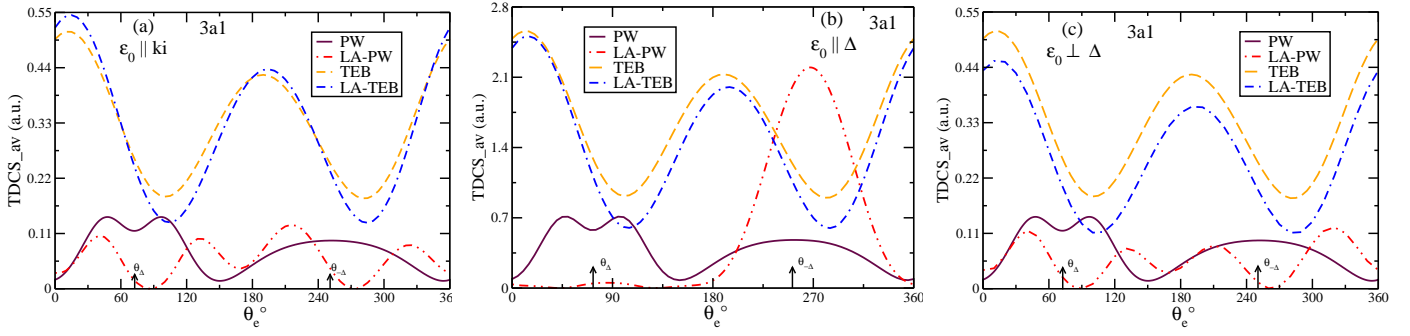 (a)
3a1
ε0 ∥ ki
PW
LA-PW
TEB
LA-TEB
0.55
0.44
0.33
0.22
0.11
0
TDCS_av (a.u.)
θΔ
θ-Δ
0
60
120
180
240
300
360
θe°
(b)
3a1
ε0 ∥ Δ
PW
LA-PW
TEB
LA-TEB
2.8
2.1
1.4
0.7
0
TDCS_av (a.u.)
θΔ
θ-Δ
0
90
180
270
360
θe°
(c)
3a1
ε0 ⊥ Δ
PW
LA-PW
TEB
LA-TEB
0.55
0.44
0.33
0.22
0.11
0
TDCS_av (a.u.)
θΔ
θ-Δ
0
60
120
180
240
300
360
θe°